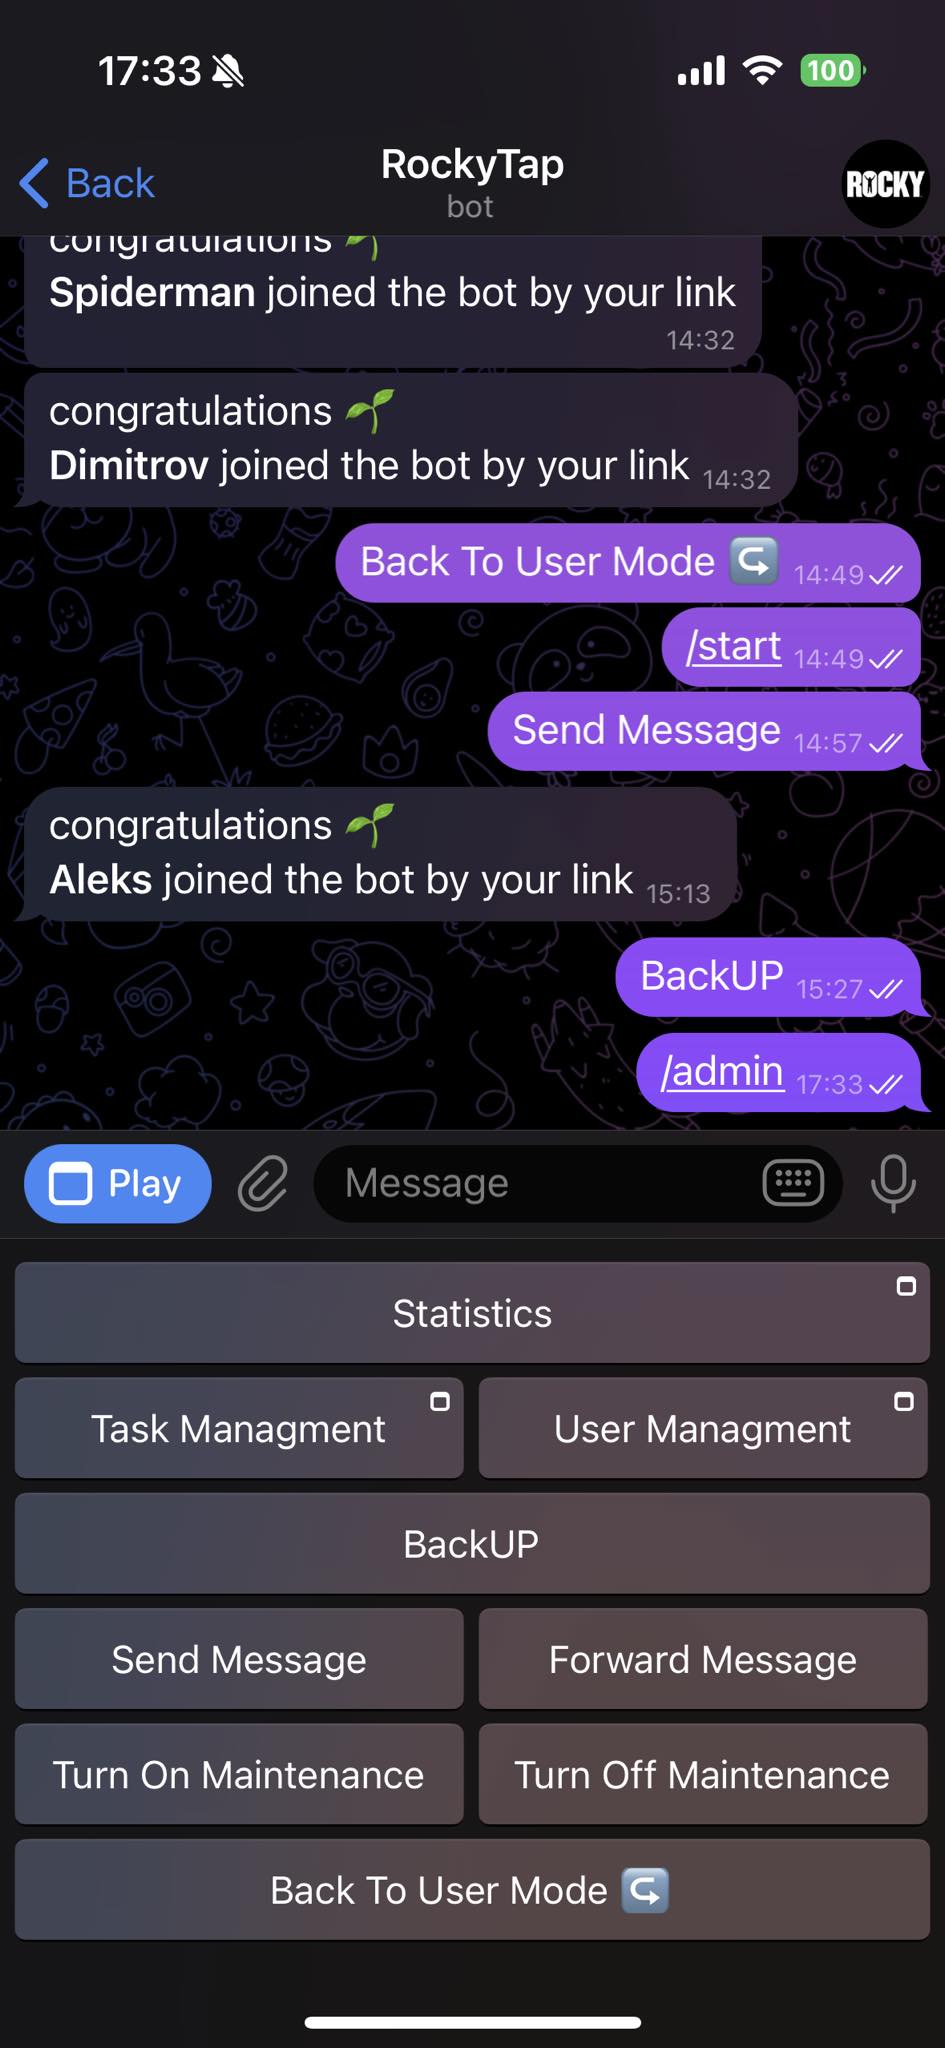 17:33
100
Back
RockyTap
bot
ROCKY
congratulations
Spiderman joined the bot by your link
14:32
congratulations
Dimitrov joined the bot by your link 14:32
Back To User Mode 14:49
/start 14:49
Send Message 14:57
congratulations
Aleks joined the bot by your link 15:13
BackUP 15:27
/admin 17:33
Play
Message
Statistics
Task Managment
User Managment
BackUP
Send Message
Forward Message
Turn On Maintenance
Turn Off Maintenance
Back To User Mode